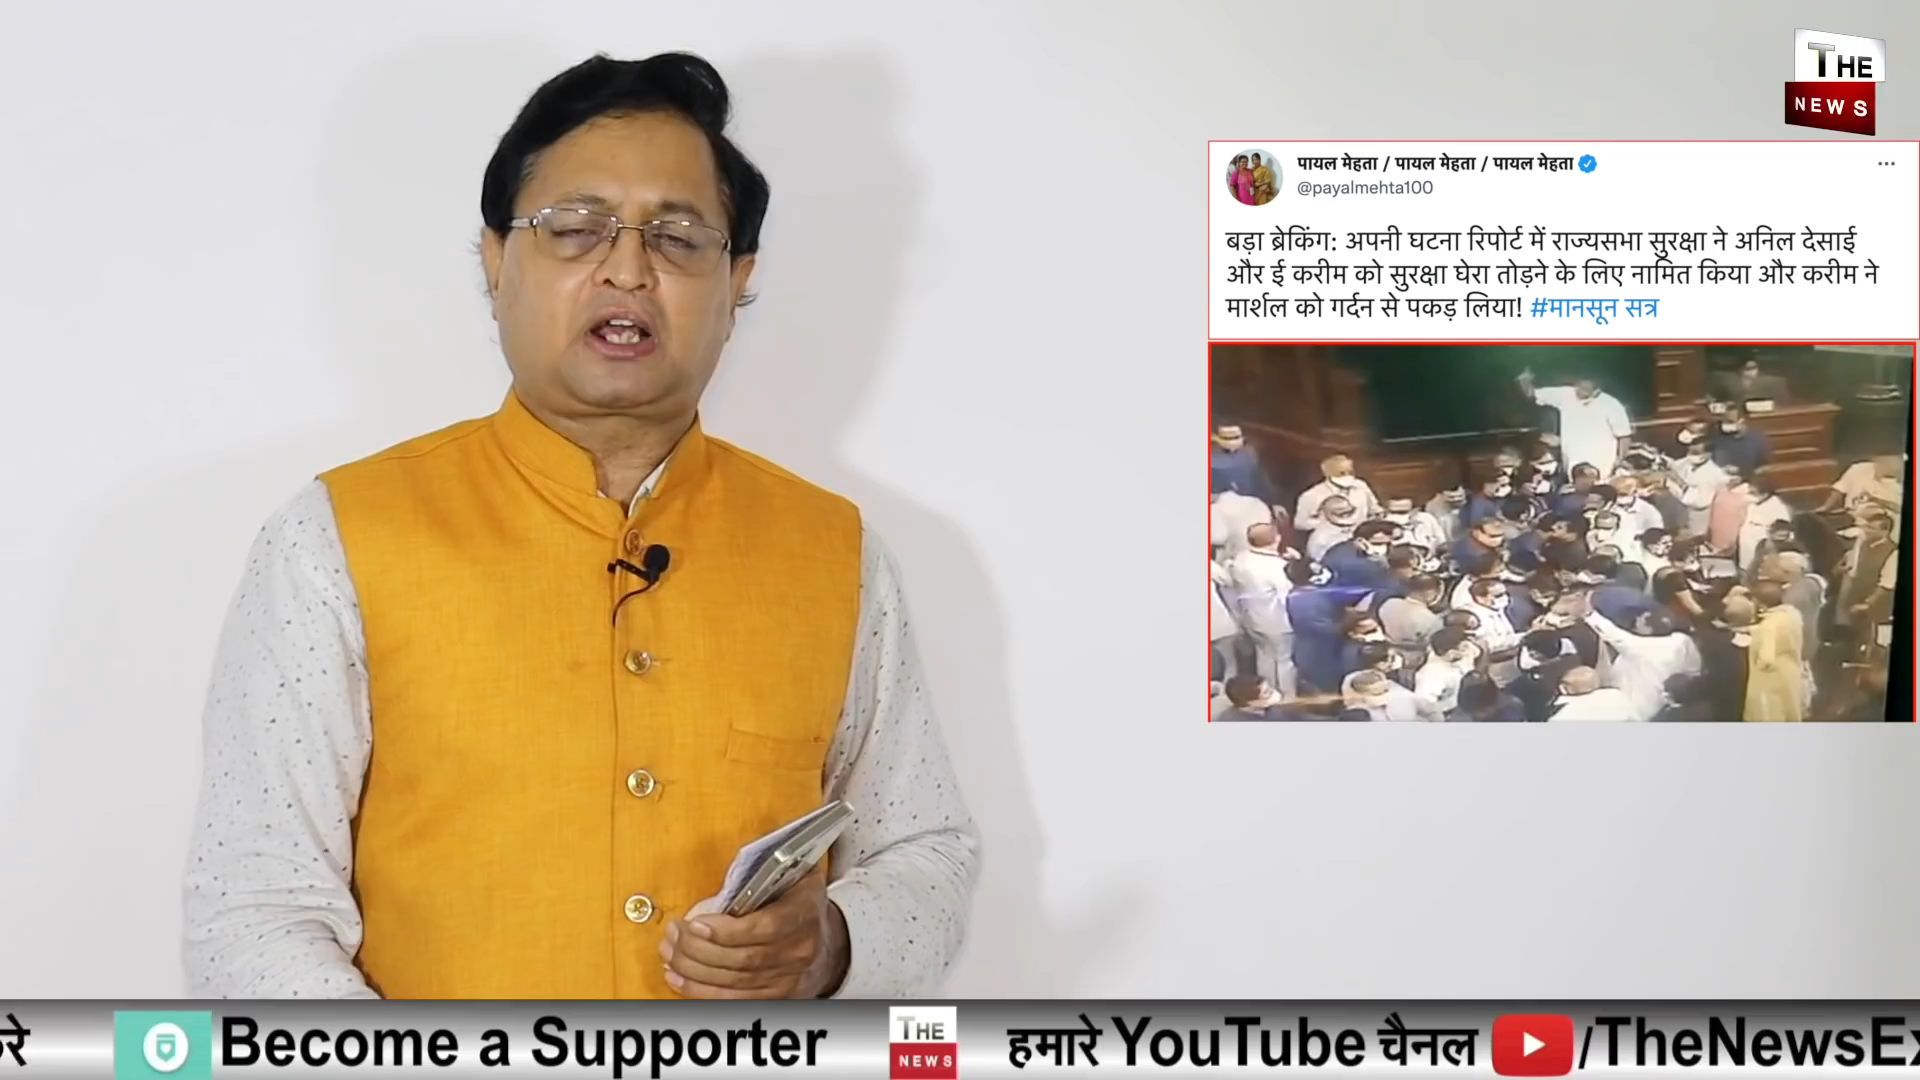 THE
NEWS
पायल मेहता / पायल मेहता / पायल मेहता
@payalmehta100
बड़ा ब्रेकिंग: अपनी घटना रिपोर्ट में राज्यसभा सुरक्षा ने अनिल देसाई
और ई करीम को सुरक्षा घेरा तोड़ने के लिए नामित किया और करीम ने
मार्शल को गर्दन से पकड़ लिया! #मानसून सत्र
Become a Supporter THE NEWS हमारे YouTube चैनल /TheNewsEx